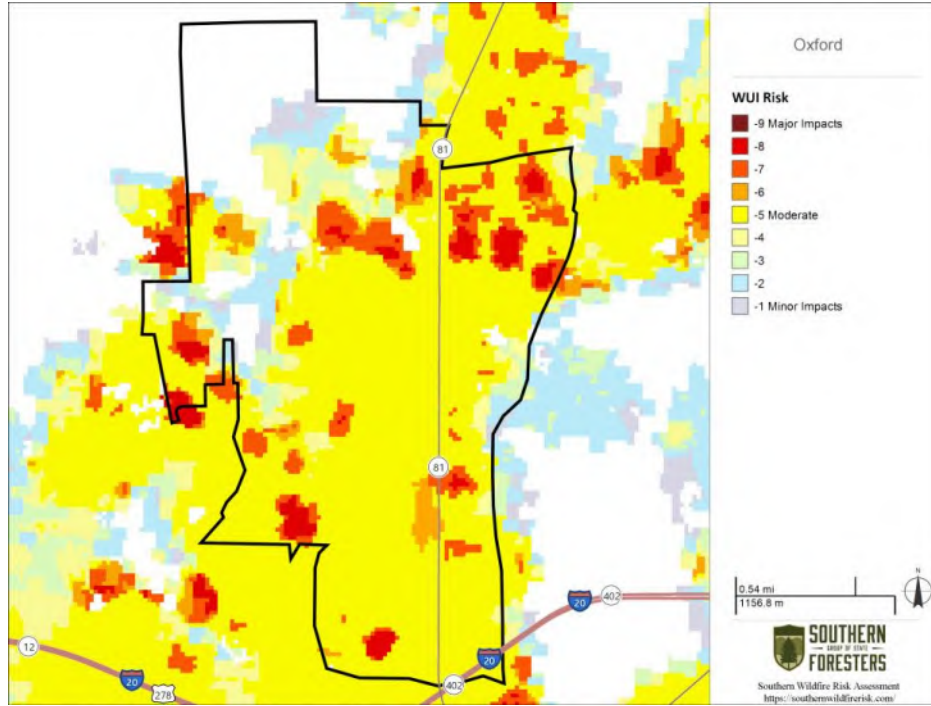 Oxford
WUI Risk
-9 Major Impacts
-8
-7
-6
-5 Moderate
-4
-3
-2
-1 Minor Impacts
81
81
20
402
12
20
278
20
402
N
0.54 mi
1156.8 m
SOUTHERN
GROUP OF STATE
FORESTERS
Southern Wildfire Risk Assessment
https://southernwildfirerisk.com/